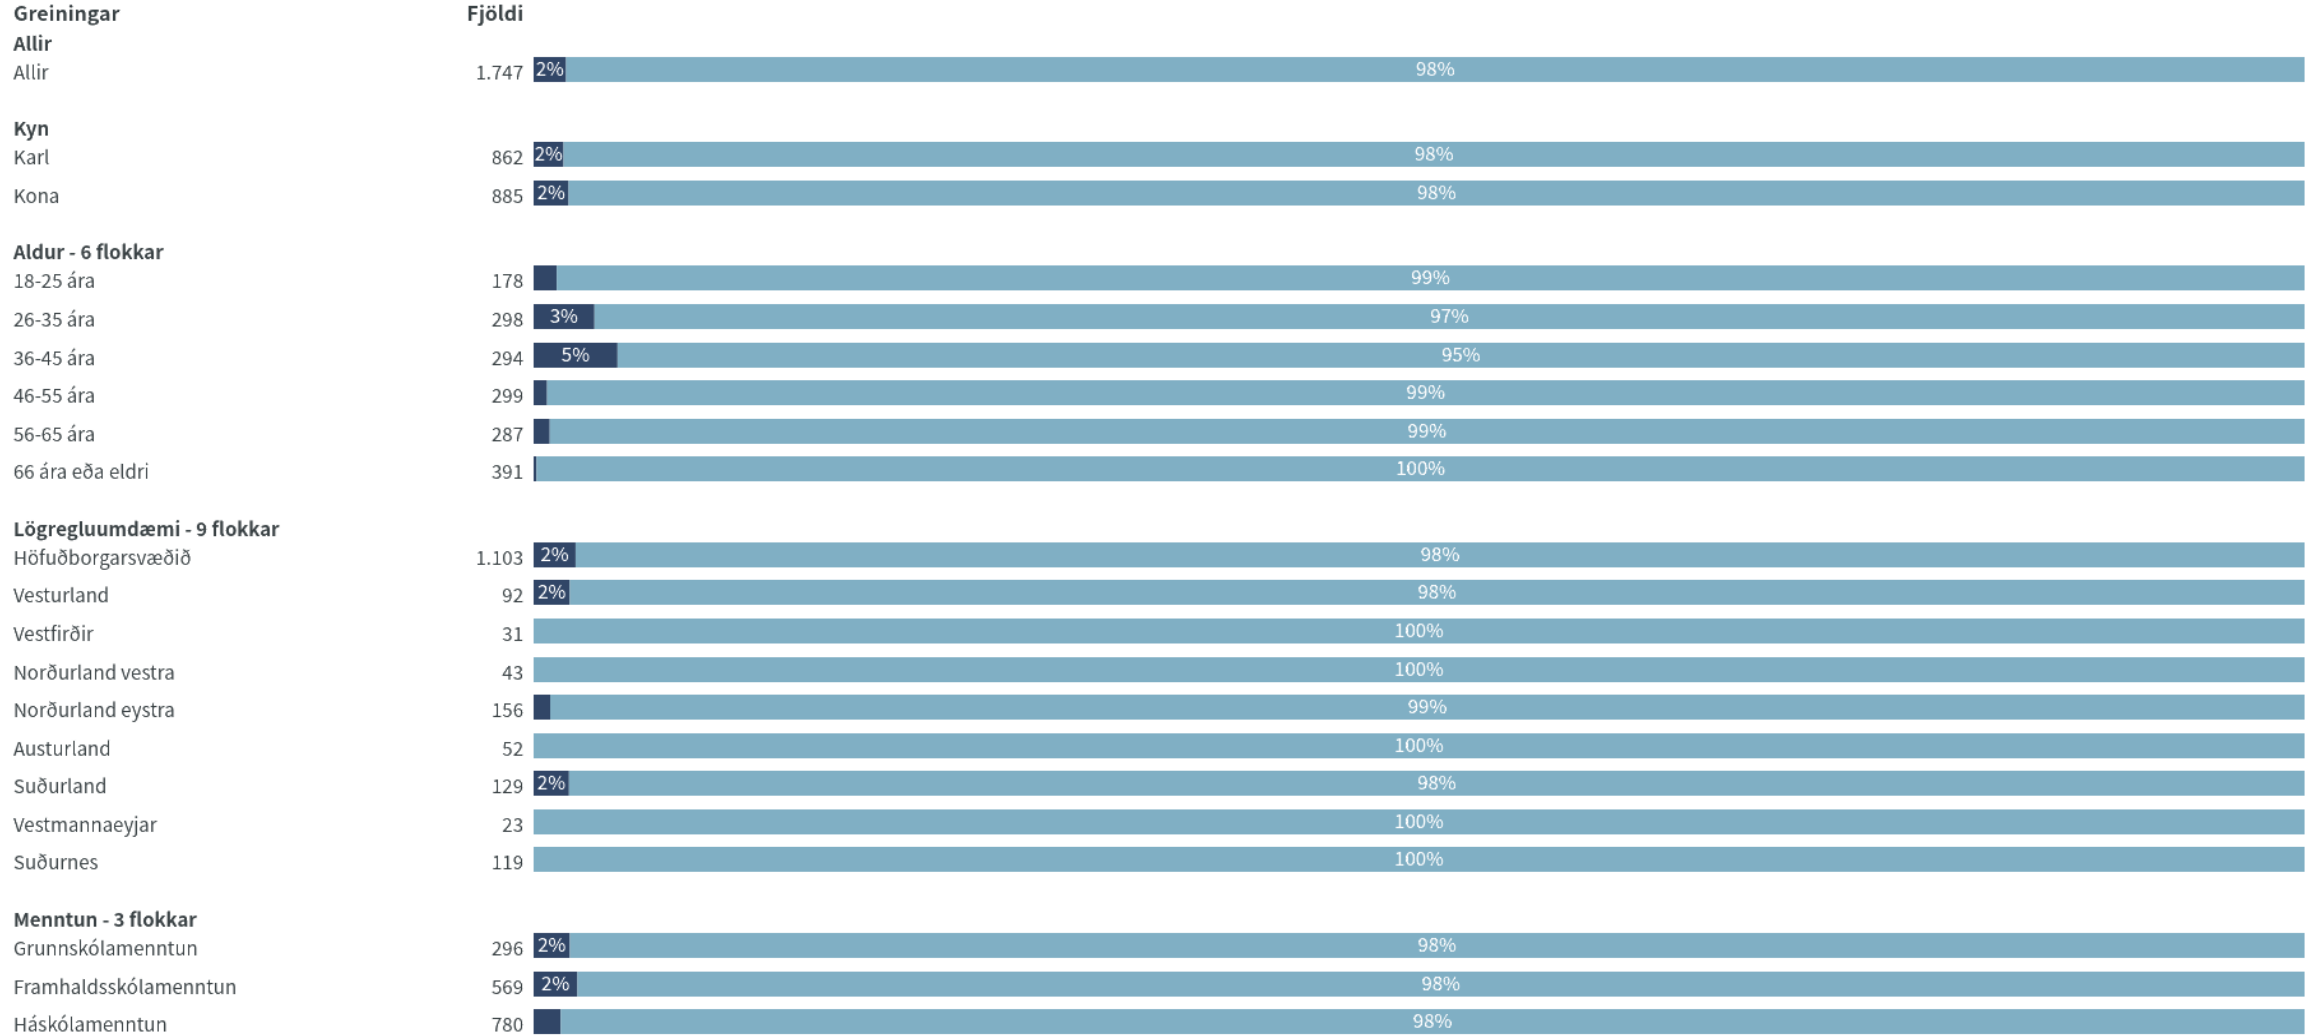 Greiningar Fjöldi
Allir
Allir 1.747 2% 98%
Kyn
Karl 862 2% 98%
Kona 885 2% 98%
Aldur - 6 flokkar
18-25 ára 178 99%
26-35 ára 298 3% 97%
36-45 ára 294 5% 95%
46-55 ára 299 99%
56-65 ára 287 99%
66 ára eða eldri 391 100%
Lögregluumdæmi - 9 flokkar
Höfuðborgarsvæðið 1.103 2% 98%
Vesturland 92 2% 98%
Vestfirðir 31 100%
Norðurland vestra 43 100%
Norðurland eystra 156 99%
Austurland 52 100%
Suðurland 129 2% 98%
Vestmannaeyjar 23 100%
Suðurnes 119 100%
Menntun - 3 flokkar
Grunnskólamenntun 296 2% 98%
Framhaldsskólamenntun 569 2% 98%
Háskólamenntun 780 98%